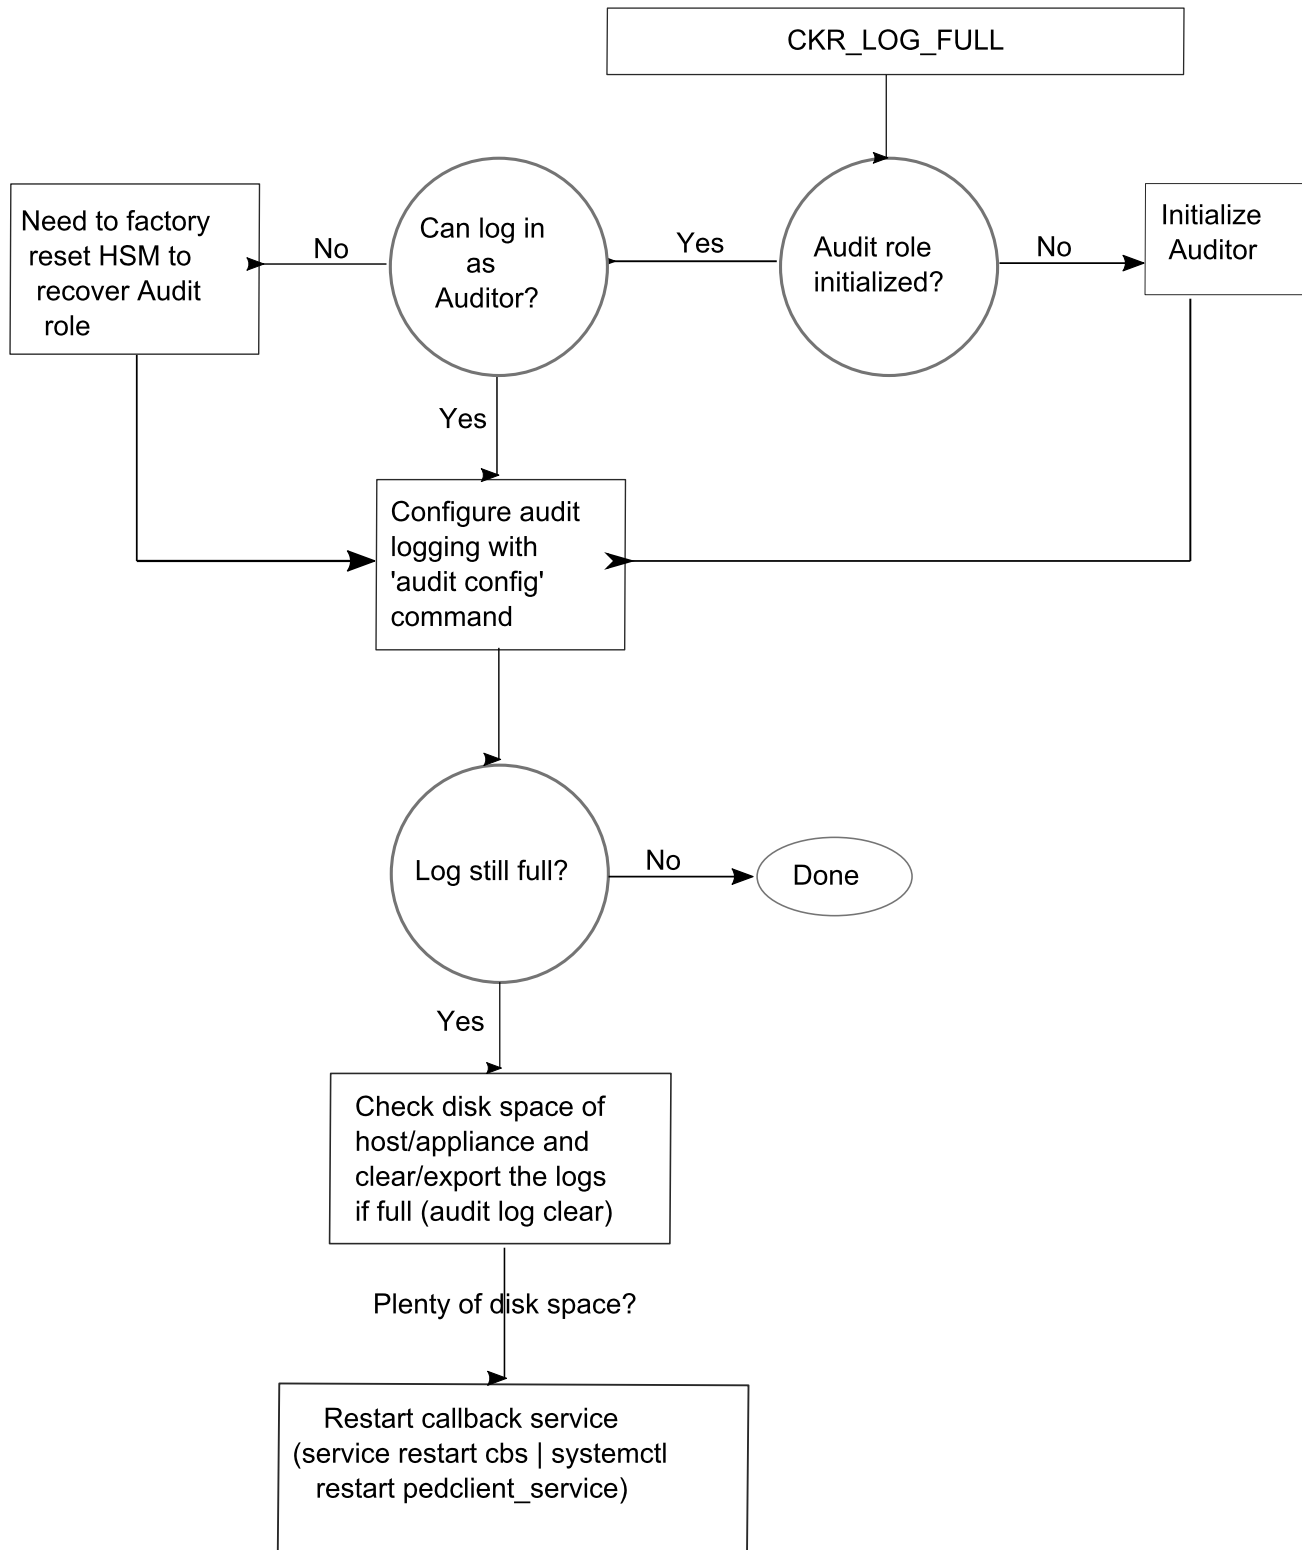 CKR_LOG_FULL
Need to factory
reset HSM to
recover Audit
role
No
Can log in
as
Auditor?
Yes
Audit role
initialized?
No
Initialize
Auditor
Yes
Configure audit
logging with
'audit config'
command
Log still full?
No
Done
Yes
Check disk space of
host/appliance and
clear/export the logs
if full (audit log clear)
Plenty of disk space?
Restart callback service
(service restart cbs | systemctl
restart pedclient_service)